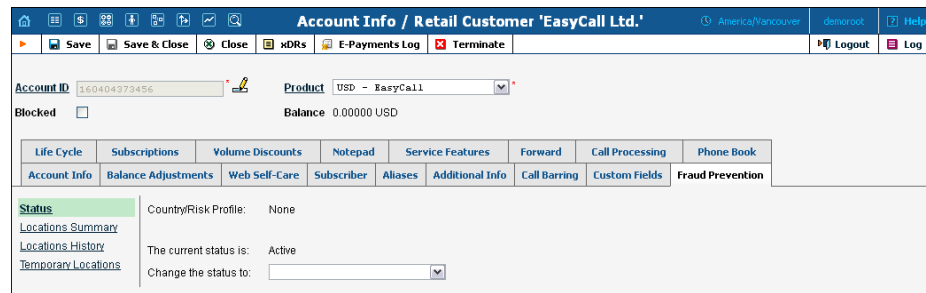 Account Info / Retail Customer 'EasyCall Ltd.' America/Vancouver demoroot ? Help
Save Save & Close Close xDRs E-Payments Log Terminate Logout Log
Account ID 160404373456 * Product USD - EasyCall *
Blocked Balance 0.00000 USD
Life Cycle Subscriptions Volume Discounts Notepad Service Features Forward Call Processing Phone Book
Account Info Balance Adjustments Web Self-Care Subscriber Aliases Additional Info Call Barring Custom Fields Fraud Prevention
Status Country/Risk Profile: None
Locations Summary
Locations History The current status is: Active
Temporary Locations Change the status to: